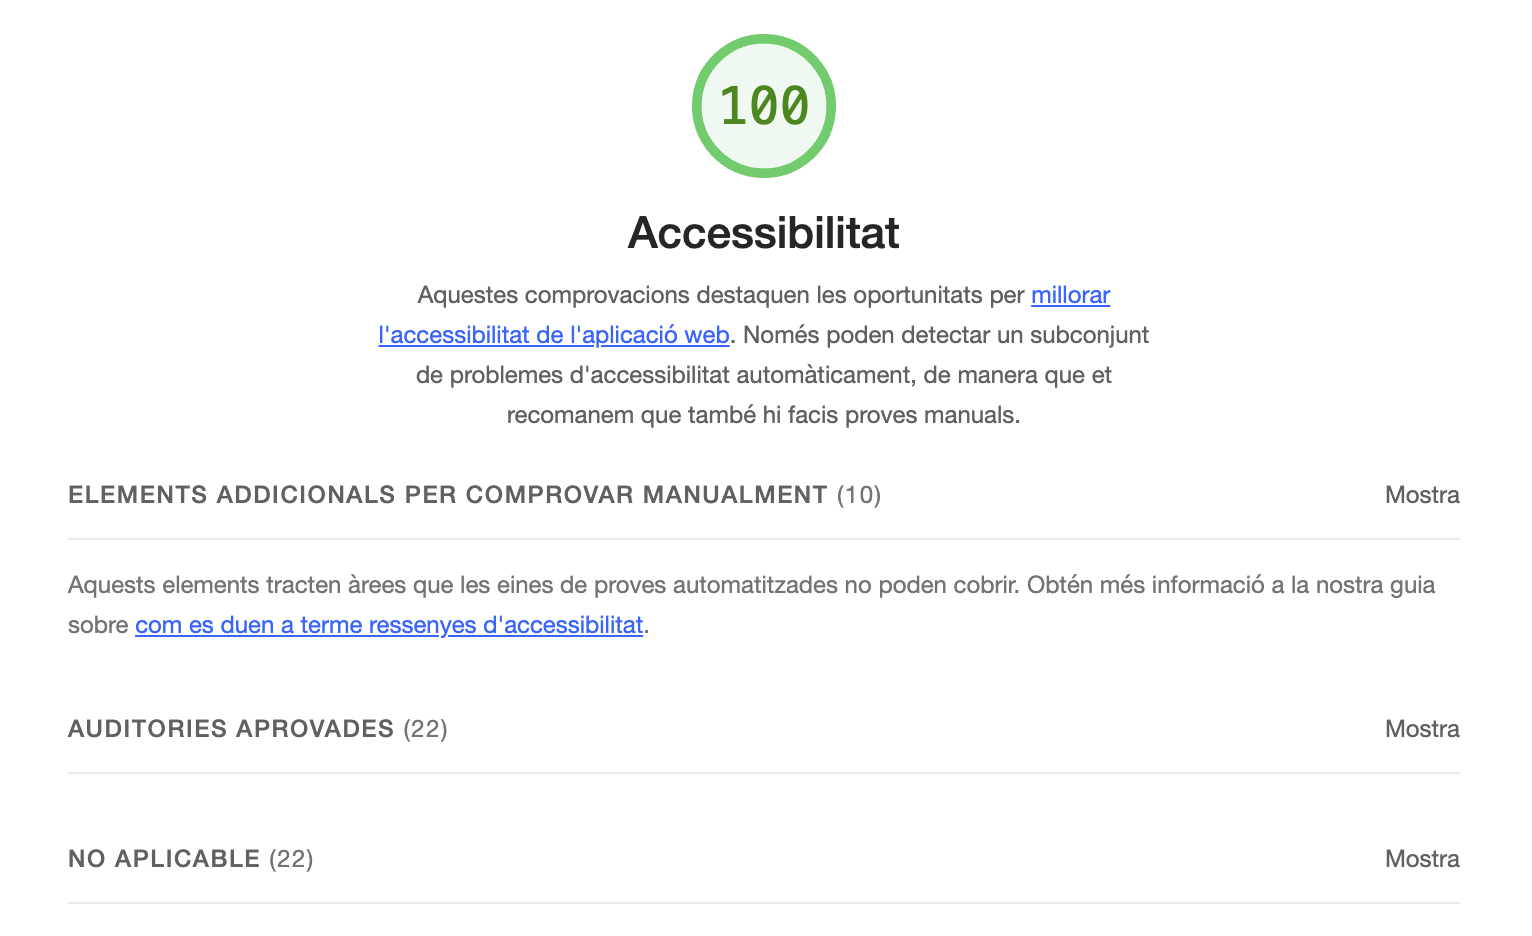 100
Accessibilitat
Aquestes comprovacions destaquen les oportunitats per millorar
l'accessibilitat de l'aplicació web. Només poden detectar un subconjunt
de problemes d'accessibilitat automàticament, de manera que et
recomanem que també hi facis proves manuals.
ELEMENTS ADDICIONALS PER COMPROVAR MANUALMENT (10) Mostra
Aquests elements tracten àrees que les eines de proves automatitzades no poden cobrir. Obtén més informació a la nostra guia
sobre com es duen a terme ressenyes d'accessibilitat.
AUDITORIES APROVADES (22) Mostra
NO APLICABLE (22) Mostra